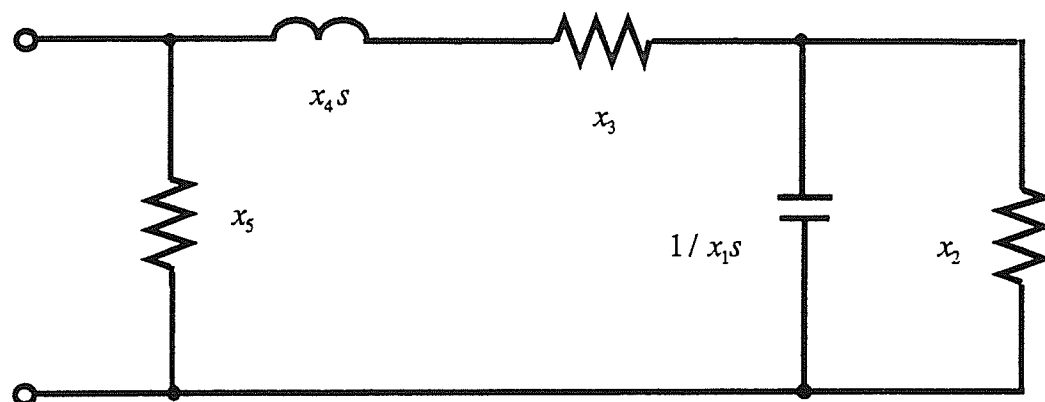 x₄s
x₃
x₅
1 / x₁s
x₂